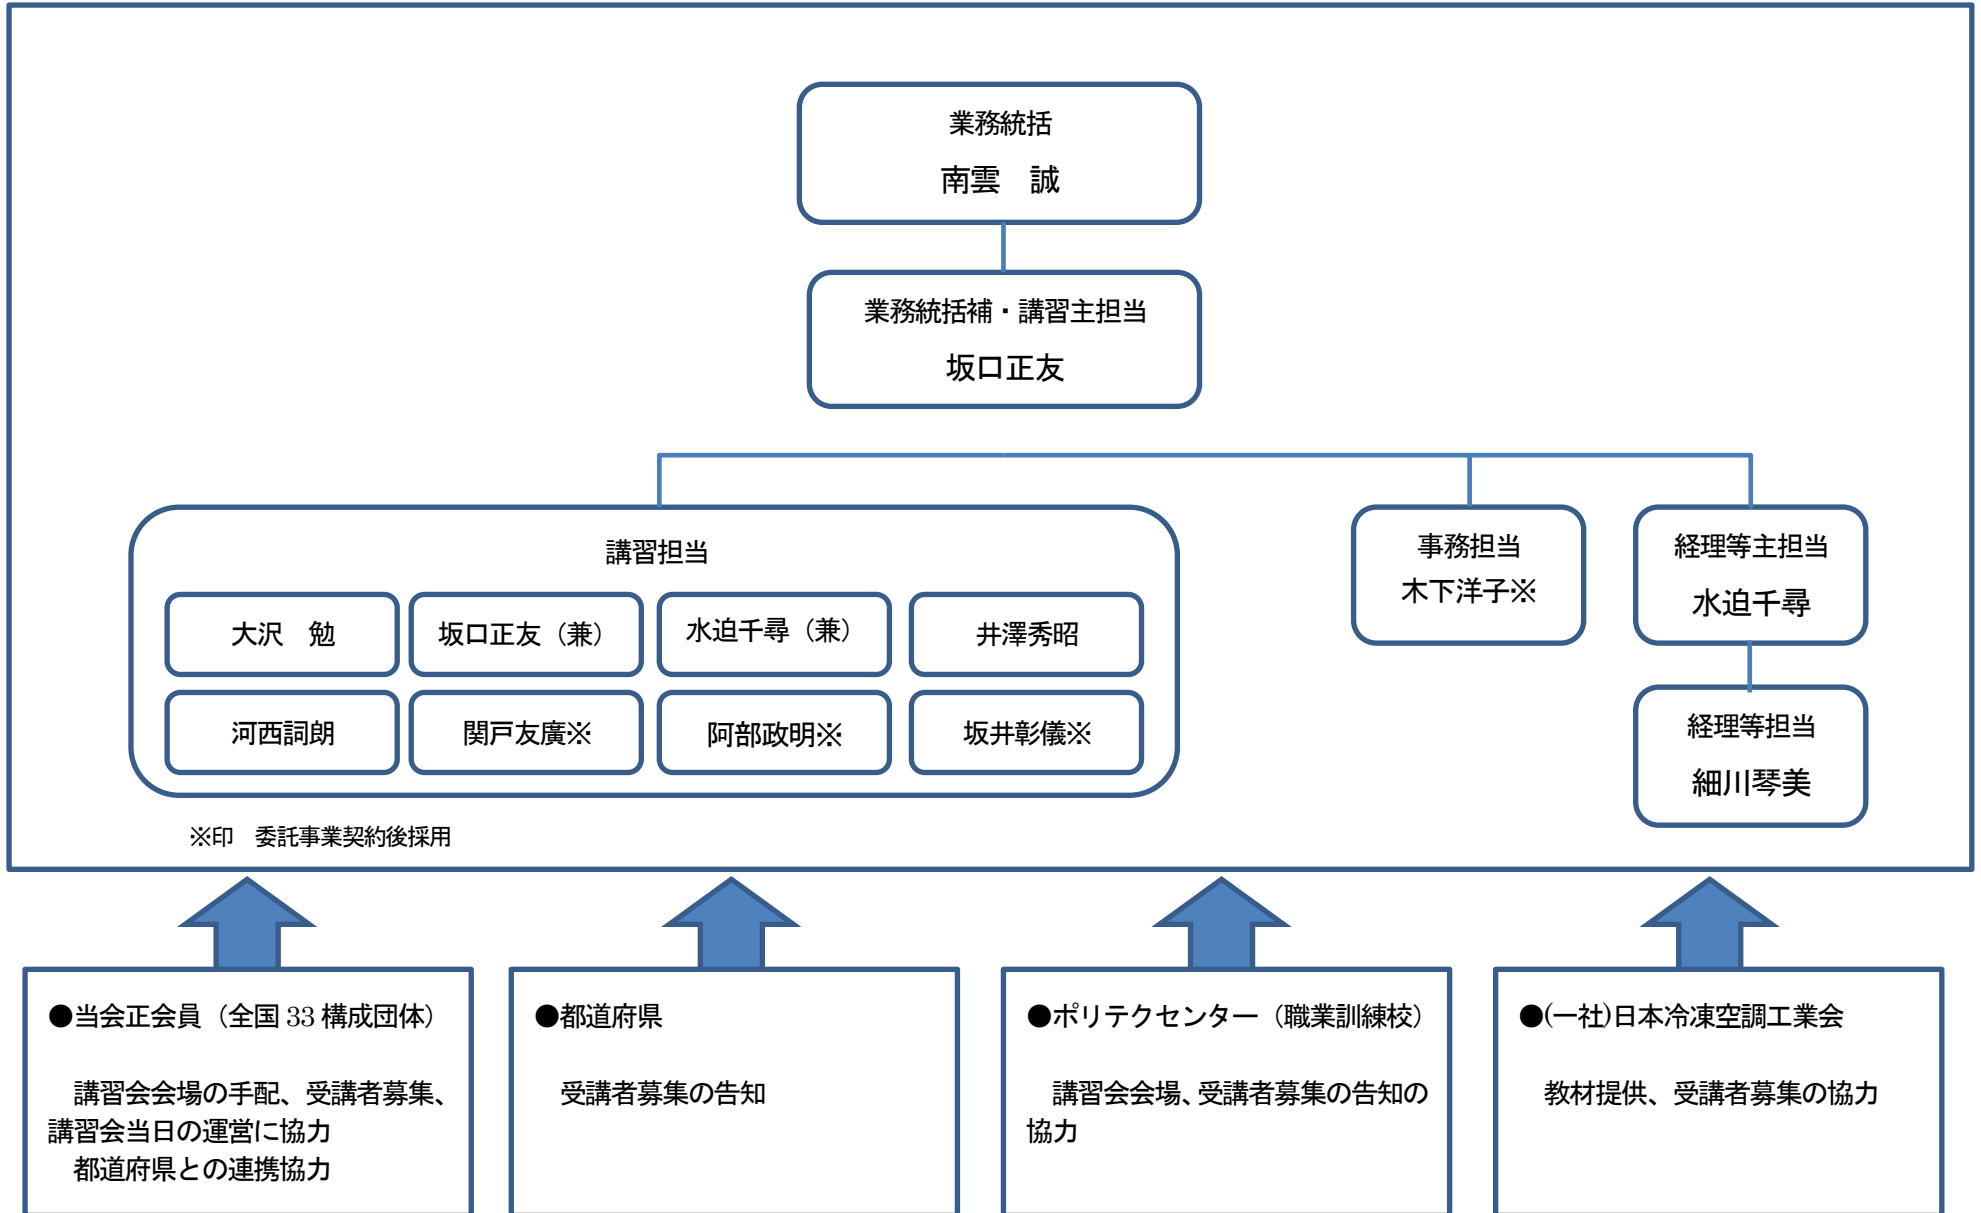 業務統括
南雲　誠
業務統括補・講習主担当
坂口正友
講習担当
大沢　勉
坂口正友（兼）
水迫千尋（兼）
井澤秀昭
河西詞朗
関戸友廣※
阿部政明※
坂井彰儀※
事務担当
木下洋子※
経理等主担当
水迫千尋
経理等担当
細川琴美
※印　委託事業契約後採用
●当会正会員（全国 33 構成団体）
講習会会場の手配、受講者募集、
講習会当日の運営に協力
都道府県との連携協力
●都道府県
受講者募集の告知
●ポリテクセンター（職業訓練校）
講習会会場、受講者募集の告知の
協力
●(一社)日本冷凍空調工業会
教材提供、受講者募集の協力